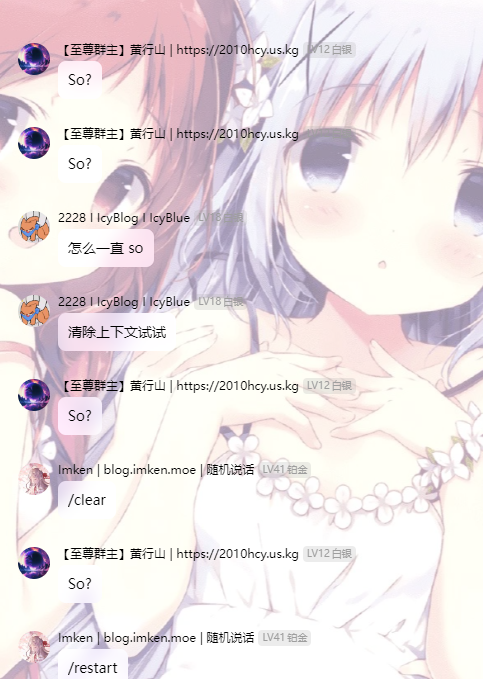 【至尊群主】黄行山 | https://2010hcy.us.kg LV12 白银
So?
【至尊群主】黄行山 | https://2010hcy.us.kg
So?
2228 l IcyBlog l IcyBlue LV18 白银
怎么一直 so
2228 l IcyBlog l IcyBlue LV18 白银
清除上下文试试
【至尊群主】黄行山 | https://2010hcy.us.kg LV12 白银
So?
Imken | blog.imken.moe | 随机说话 LV41 铂金
/clear
【至尊群主】黄行山 | https://2010hcy.us.kg LV12 白银
So?
Imken | blog.imken.moe | 随机说话 LV41 铂金
/restart